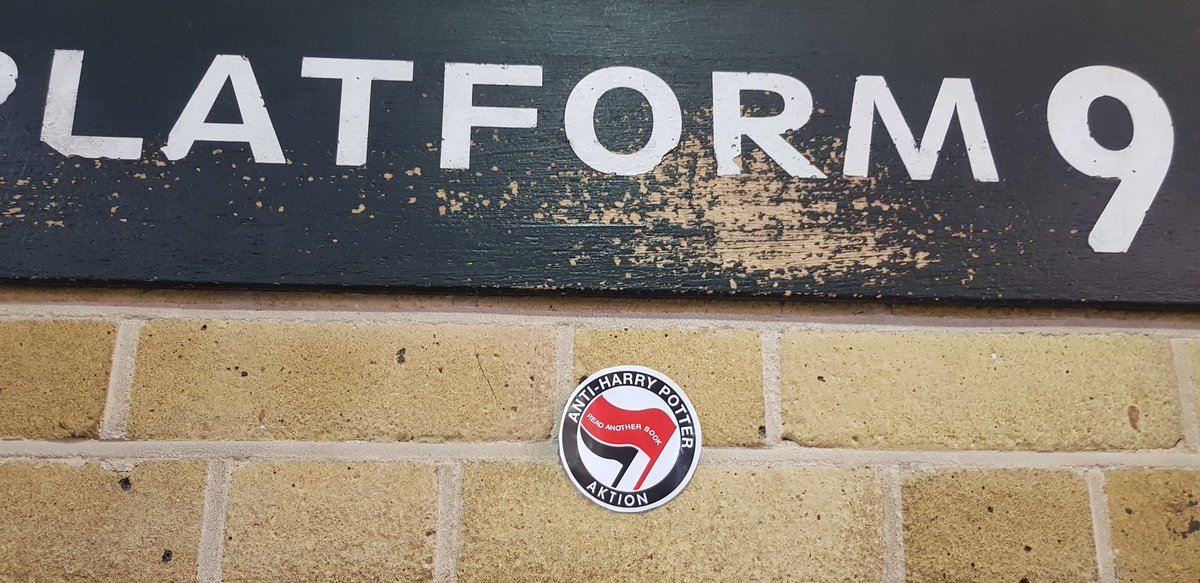 PLATFORM 9
ANTI-HARRY POTTER
READ ANOTHER BOOK
AKTION